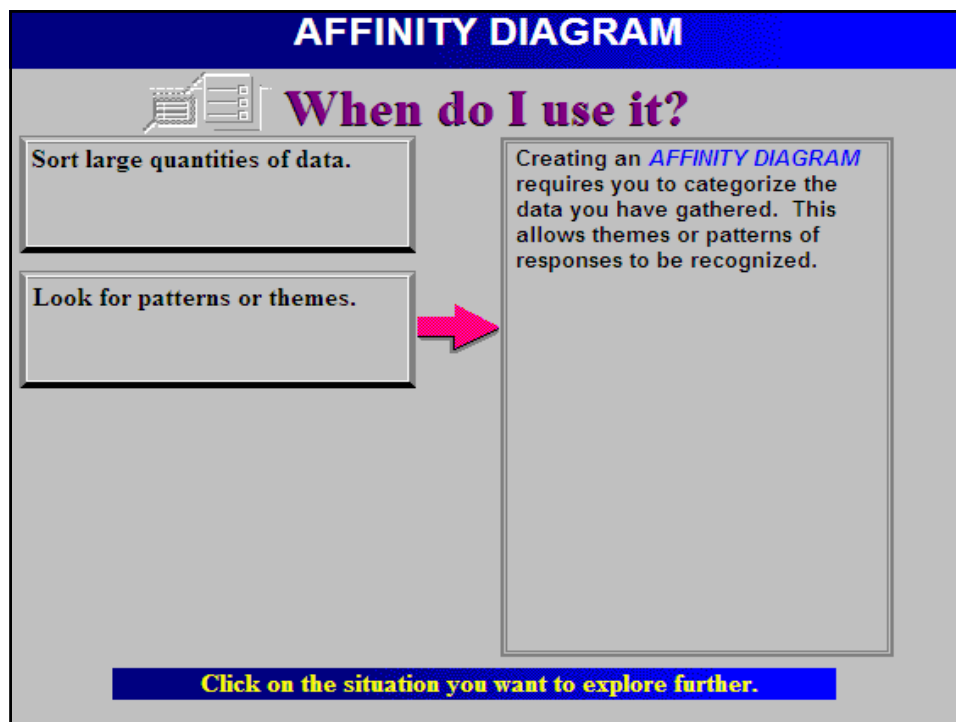 AFFINITY DIAGRAM
When do I use it?
Sort large quantities of data.
Look for patterns or themes.
Creating an AFFINITY DIAGRAM
requires you to categorize the
data you have gathered.  This
allows themes or patterns of
responses to be recognized.
Click on the situation you want to explore further.